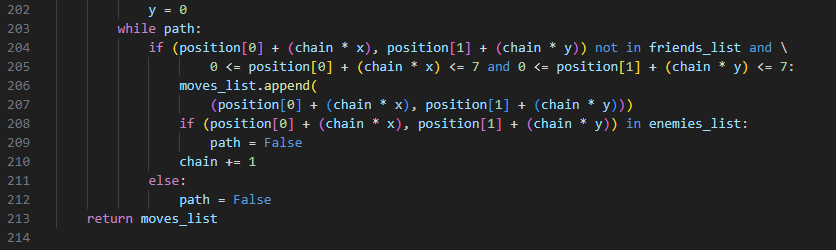 202 y = 0
203 while path:
204 if (position[0] + (chain * x), position[1] + (chain * y)) not in friends_list and \
205 0 <= position[0] + (chain * x) <= 7 and 0 <= position[1] + (chain * y) <= 7:
206 moves_list.append(
207 (position[0] + (chain * x), position[1] + (chain * y)))
208 if (position[0] + (chain * x), position[1] + (chain * y)) in enemies_list:
209 path = False
210 chain += 1
211 else:
212 path = False
213 return moves_list
214